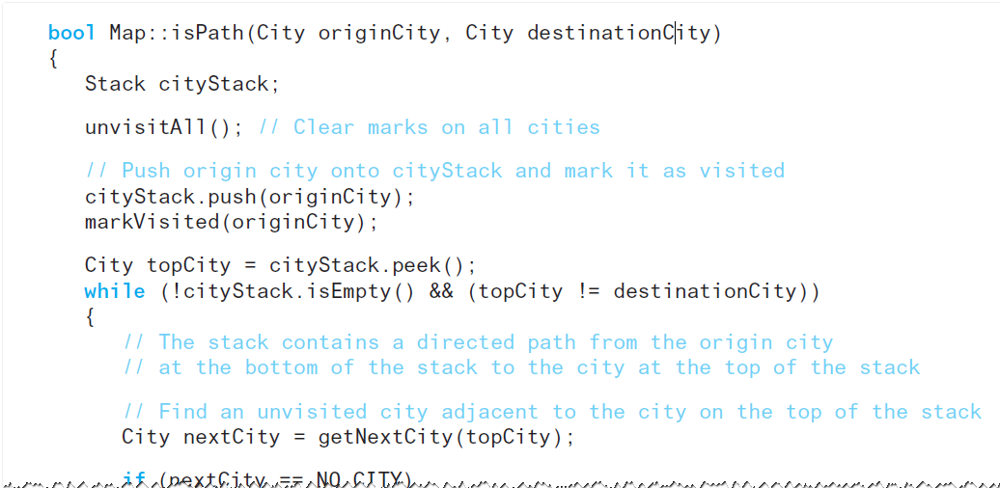 bool Map::isPath(City originCity, City destinationCity)
{
Stack cityStack;
unvisitAll(); // Clear marks on all cities
// Push origin city onto cityStack and mark it as visited
cityStack.push(originCity);
markVisited(originCity);
City topCity = cityStack.peek();
while (!cityStack.isEmpty() && (topCity != destinationCity))
{
// The stack contains a directed path from the origin city
// at the bottom of the stack to the city at the top of the stack
// Find an unvisited city adjacent to the city on the top of the stack
City nextCity = getNextCity(topCity);
if (nextCity == NO_CITY)